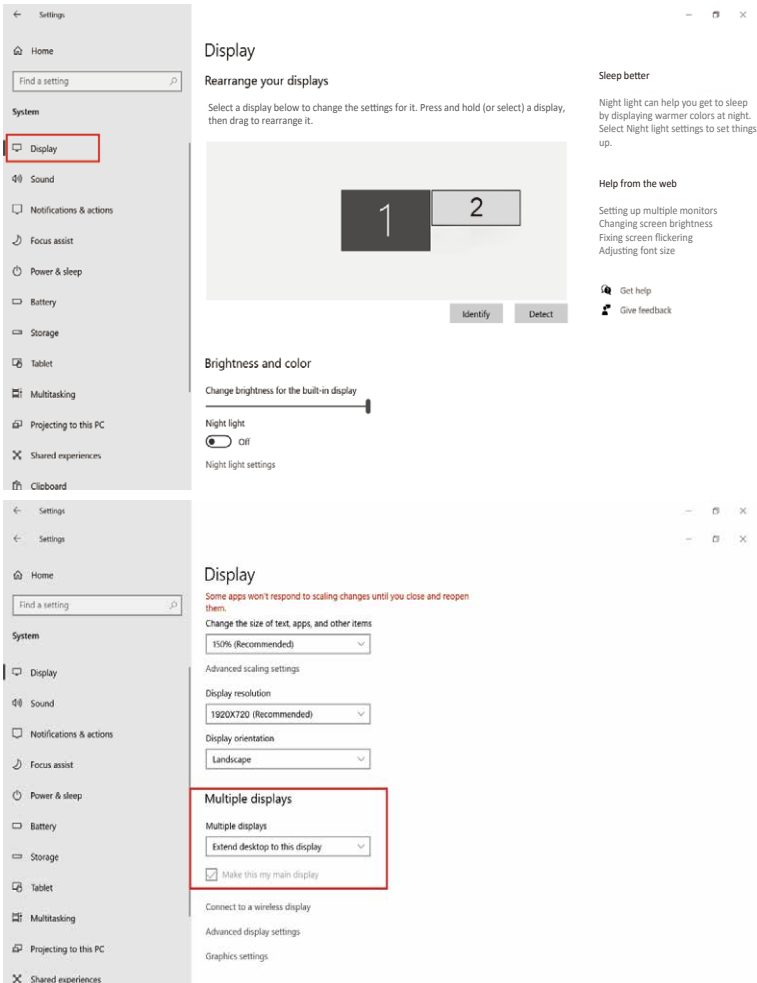 Settings
Home
Find a setting
System
Display
Sound
Notifications & actions
Focus assist
Power & sleep
Battery
Storage
Tablet
Multitasking
Projecting to this PC
Shared experiences
Clipboard
Display
Rearrange your displays
Select a display below to change the settings for it. Press and hold (or select) a display,
then drag to rearrange it.
1
2
Identify
Detect
Brightness and color
Change brightness for the built-in display
Night light
Off
Night light settings
Sleep better
Night light can help you get to sleep
by displaying warmer colors at night.
Select Night light settings to set things
up.
Help from the web
Setting up multiple monitors
Changing screen brightness
Fixing screen flickering
Adjusting font size
Get help
Give feedback
Settings
Settings
Home
Find a setting
System
Display
Sound
Notifications & actions
Focus assist
Power & sleep
Battery
Storage
Tablet
Multitasking
Projecting to this PC
Shared experiences
Display
Some apps won't respond to scaling changes until you close and reopen
them.
Change the size of text, apps, and other items
150% (Recommended)
Advanced scaling settings
Display resolution
1920X720 (Recommended)
Display orientation
Landscape
Multiple displays
Multiple displays
Extend desktop to this display
Make this my main display
Connect to a wireless display
Advanced display settings
Graphics settings